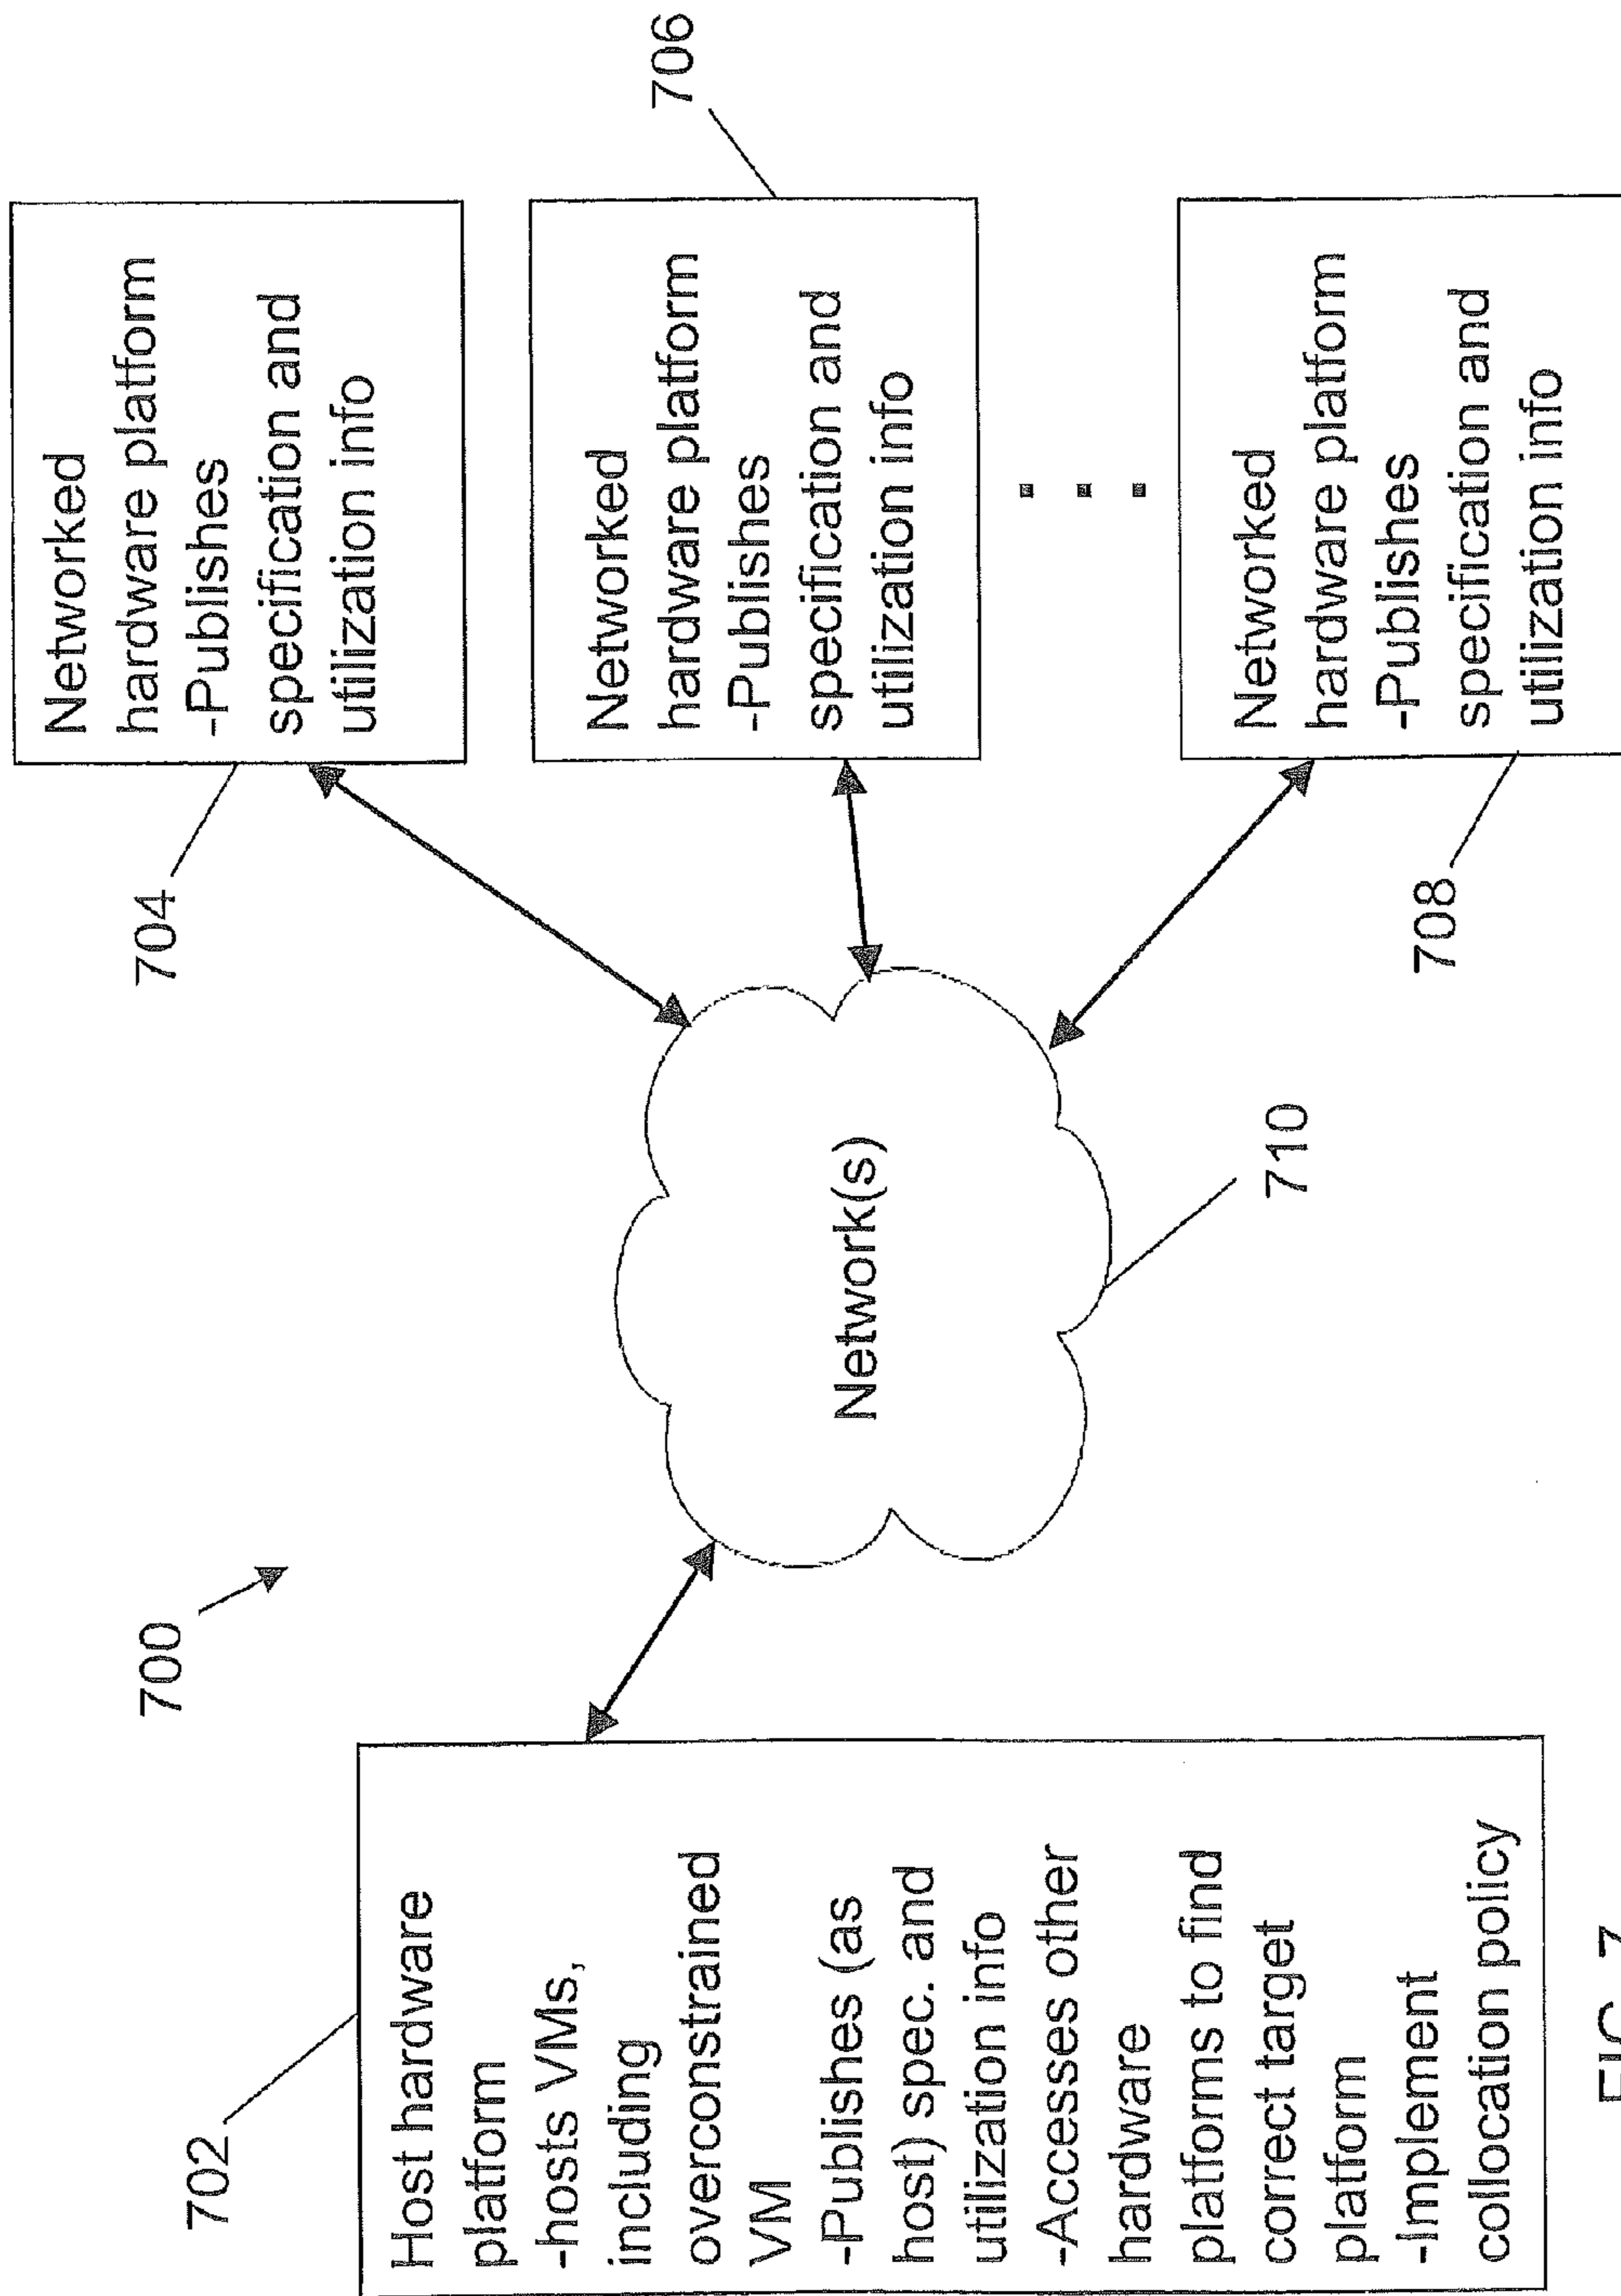 700
702
Host hardware
platform
-hosts VMs,
including
overconstrained
VM
-Publishes (as
host) spec. and
utilization info
-Accesses other
hardware
platforms to find
correct target
platform
-Implement
collocation policy
Network(s)
710
704
Networked
hardware platform
-Publishes
specification and
utilization info
706
Networked
hardware platform
-Publishes
specification and
utilization info
708
Networked
hardware platform
-Publishes
specification and
utilization info
FIG. 7